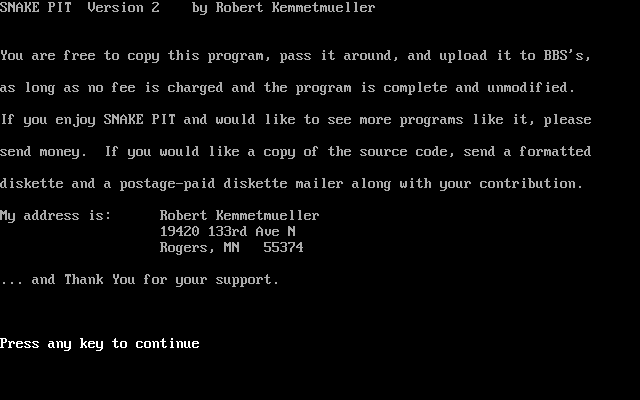 SNAKE PIT  Version 2    by Robert Kemmetmueller
You are free to copy this program, pass it around, and upload it to BBS's,
as long as no fee is charged and the program is complete and unmodified.
If you enjoy SNAKE PIT and would like to see more programs like it, please
send money.  If you would like a copy of the source code, send a formatted
diskette and a postage-paid diskette mailer along with your contribution.
My address is:      Robert Kemmetmueller
19420 133rd Ave N
Rogers, MN   55374
... and Thank You for your support.
Press any key to continue